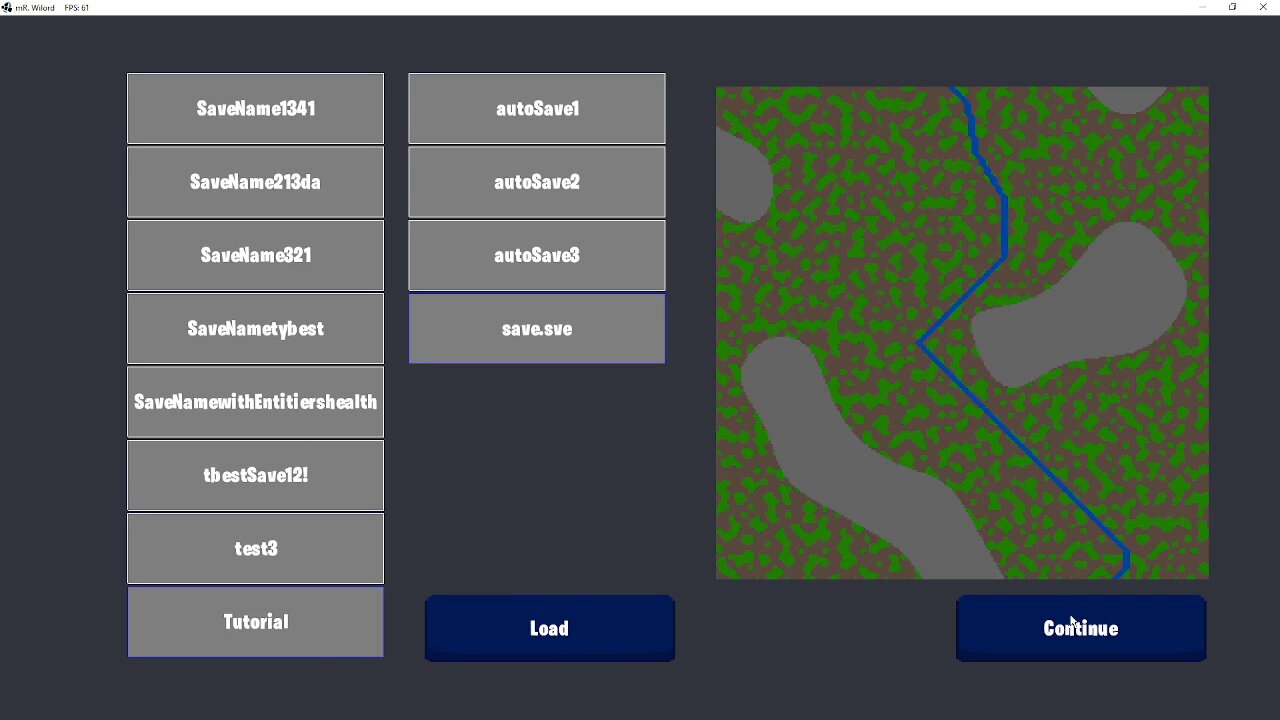 mR. Wilord FPS: 61
SaveName1341
SaveName213da
SaveName321
SaveNametybest
SaveNamewithEntitiershealth
tbestSave12!
test3
Tutorial
autoSave1
autoSave2
autoSave3
save.sve
Load
Continue